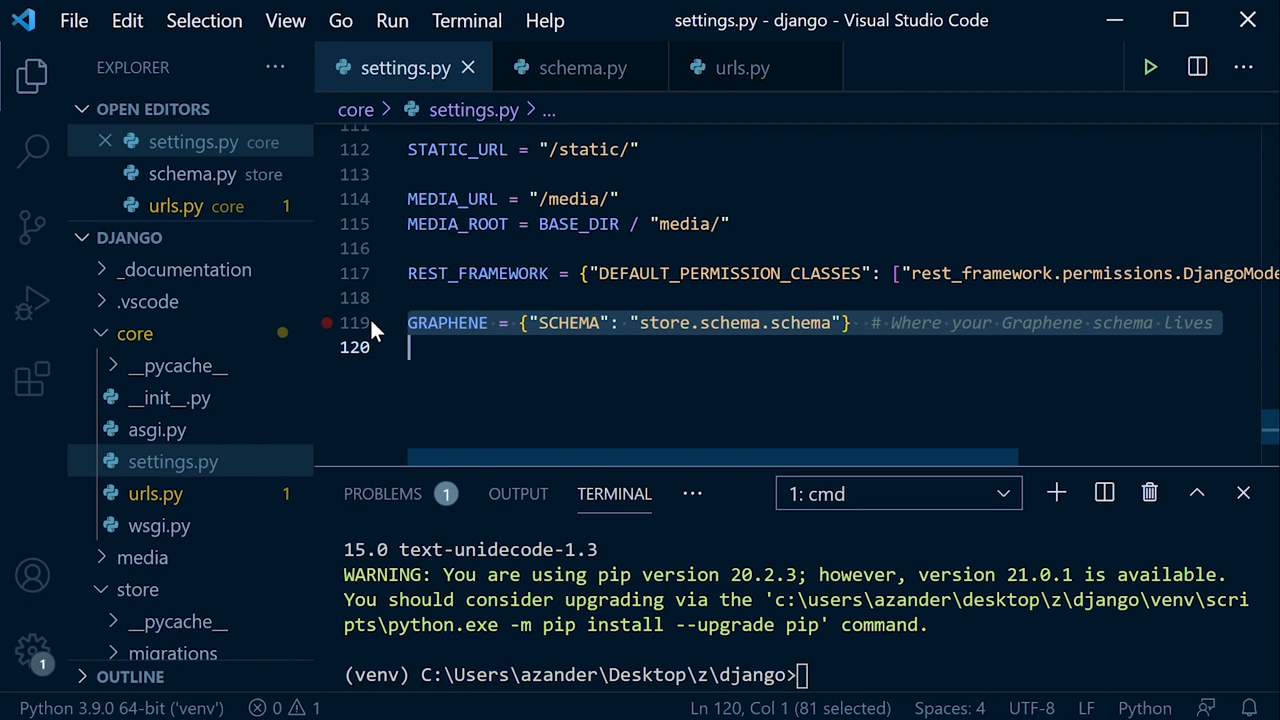 File Edit Selection View Go Run Terminal Help settings.py - django - Visual Studio Code
EXPLORER ···
OPEN EDITORS
settings.py core
schema.py store
urls.py core 1
DJANGO
_documentation
.vscode
core
__pycache__
__init__.py
asgi.py
settings.py
urls.py 1
wsgi.py
media
store
__pycache__
migrations
OUTLINE
1
settings.py schema.py urls.py ···
core > settings.py > ...
111
112 STATIC_URL = "/static/"
113
114 MEDIA_URL = "/media/"
115 MEDIA_ROOT = BASE_DIR / "media/"
116
117 REST_FRAMEWORK = {"DEFAULT_PERMISSION_CLASSES": ["rest_framework.permissions.DjangoMode
118
119 GRAPHENE = {"SCHEMA": "store.schema.schema"} # Where your Graphene schema lives
120
PROBLEMS 1 OUTPUT TERMINAL ··· 1: cmd
15.0 text-unidecode-1.3
WARNING: You are using pip version 20.2.3; however, version 21.0.1 is available.
You should consider upgrading via the 'c:\users\azander\desktop\z\django\venv\scri
pts\python.exe -m pip install --upgrade pip' command.
(venv) C:\Users\azander\Desktop\z\django>
Python 3.9.0 64-bit ('venv') 0 1 Ln 120, Col 1 (81 selected) Spaces: 4 UTF-8 LF Python